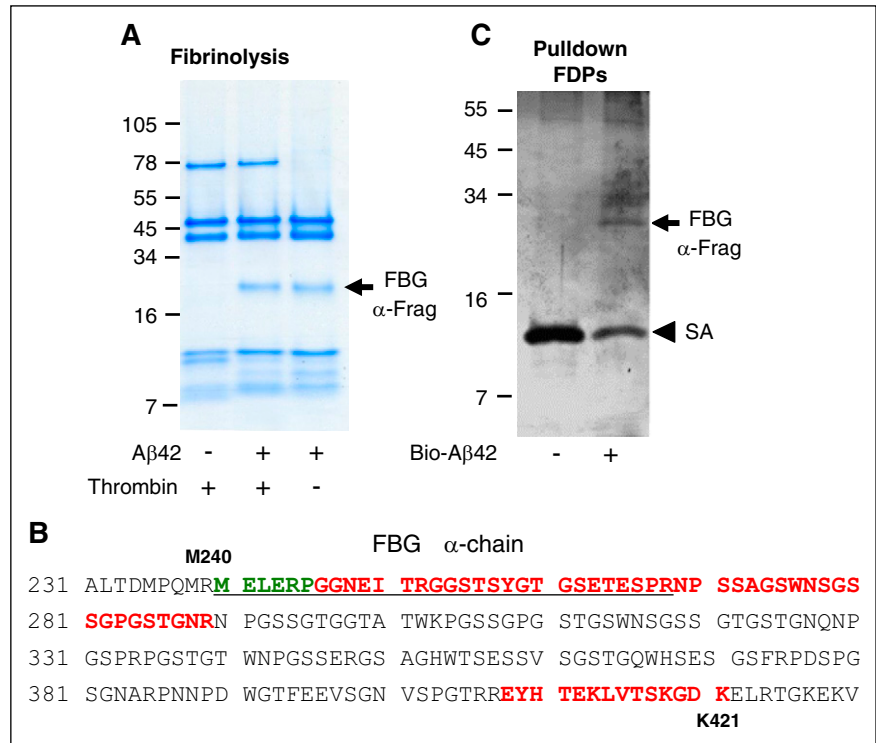 A
Fibrinolysis
105
78
55
45
34
16
7
FBG
α-Frag
Aβ42 - + +
Thrombin + + -
C
Pulldown
FDPs
55
45
34
16
7
FBG
α-Frag
SA
Bio-Aβ42 - +
B
FBG α-chain
M240
231 ALTDMPQMRM ELERPGGNEI TRGGSTSYGT GSETESPRNP SSAGSWNSGS
281 SGPGSTGNRN PGSSGTGGTA TWKPGSSGPG STGSWNSGSS GTGSTGNQNP
331 GSPRPGSTGT WNPGSSERGS AGHWTSESSV SGSTGQWHSES GSFRPDSPG
381 SGNARPNNPD WGTFEEVSGN VSPGTRREYH TEKLVTSKGD KELRTGKEKV
K421